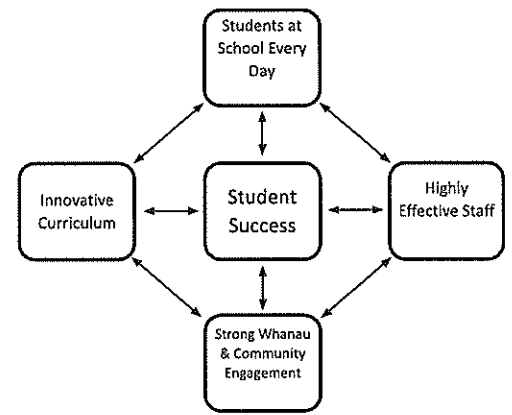 Students at
School Every
Day
Innovative
Curriculum
Student
Success
Highly
Effective Staff
Strong Whanau
& Community
Engagement